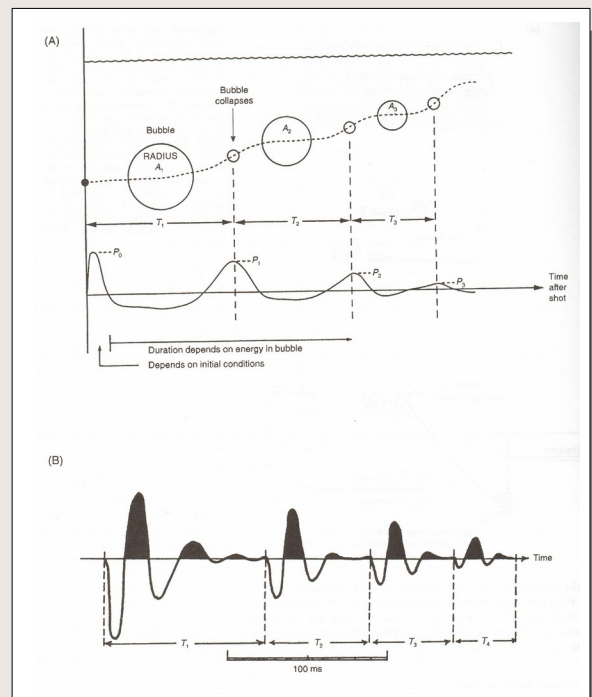 (A)
Bubble
collapses
Bubble
RADIUS
A₁
A₂
A₃
T₁
T₂
T₃
P₀
P₁
P₂
P₃
Time
after
shot
Duration depends on energy in bubble
Depends on initial conditions
(B)
Time
T₁
T₂
T₃
T₄
100 ms